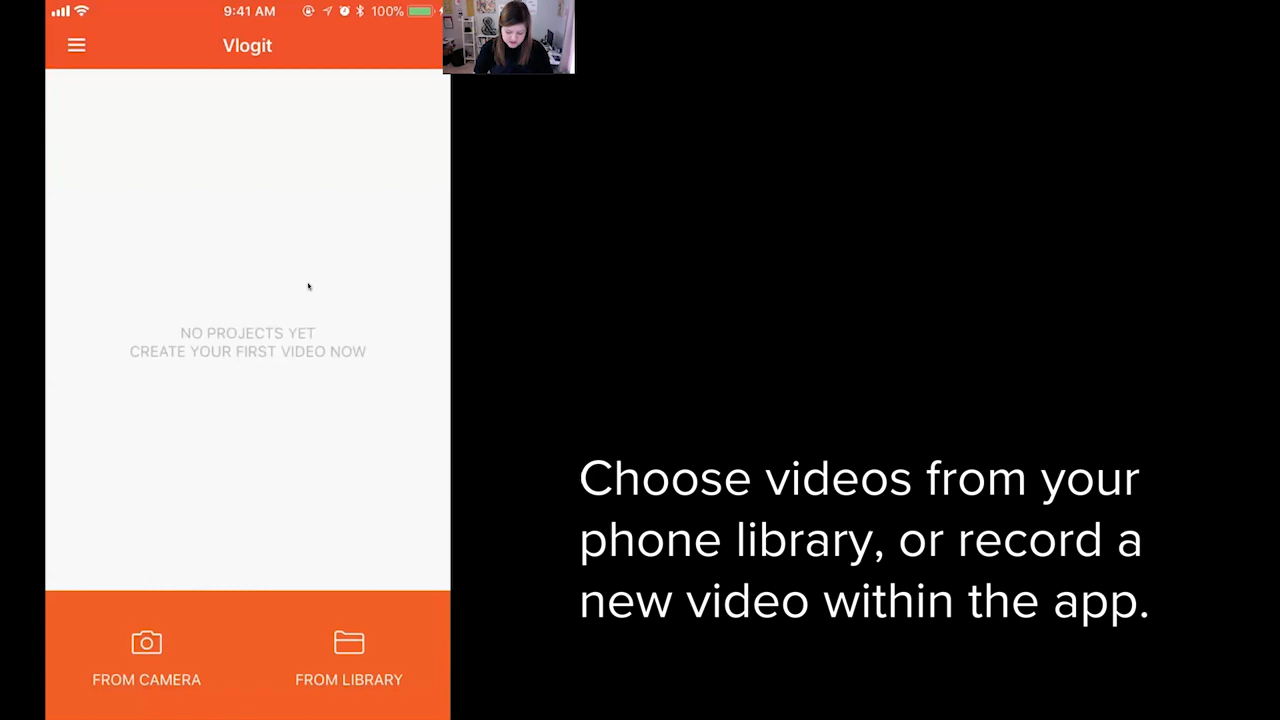 9:41 AM
100%
Vlogit
NO PROJECTS YET
CREATE YOUR FIRST VIDEO NOW
FROM CAMERA
FROM LIBRARY
Choose videos from your
phone library, or record a
new video within the app.